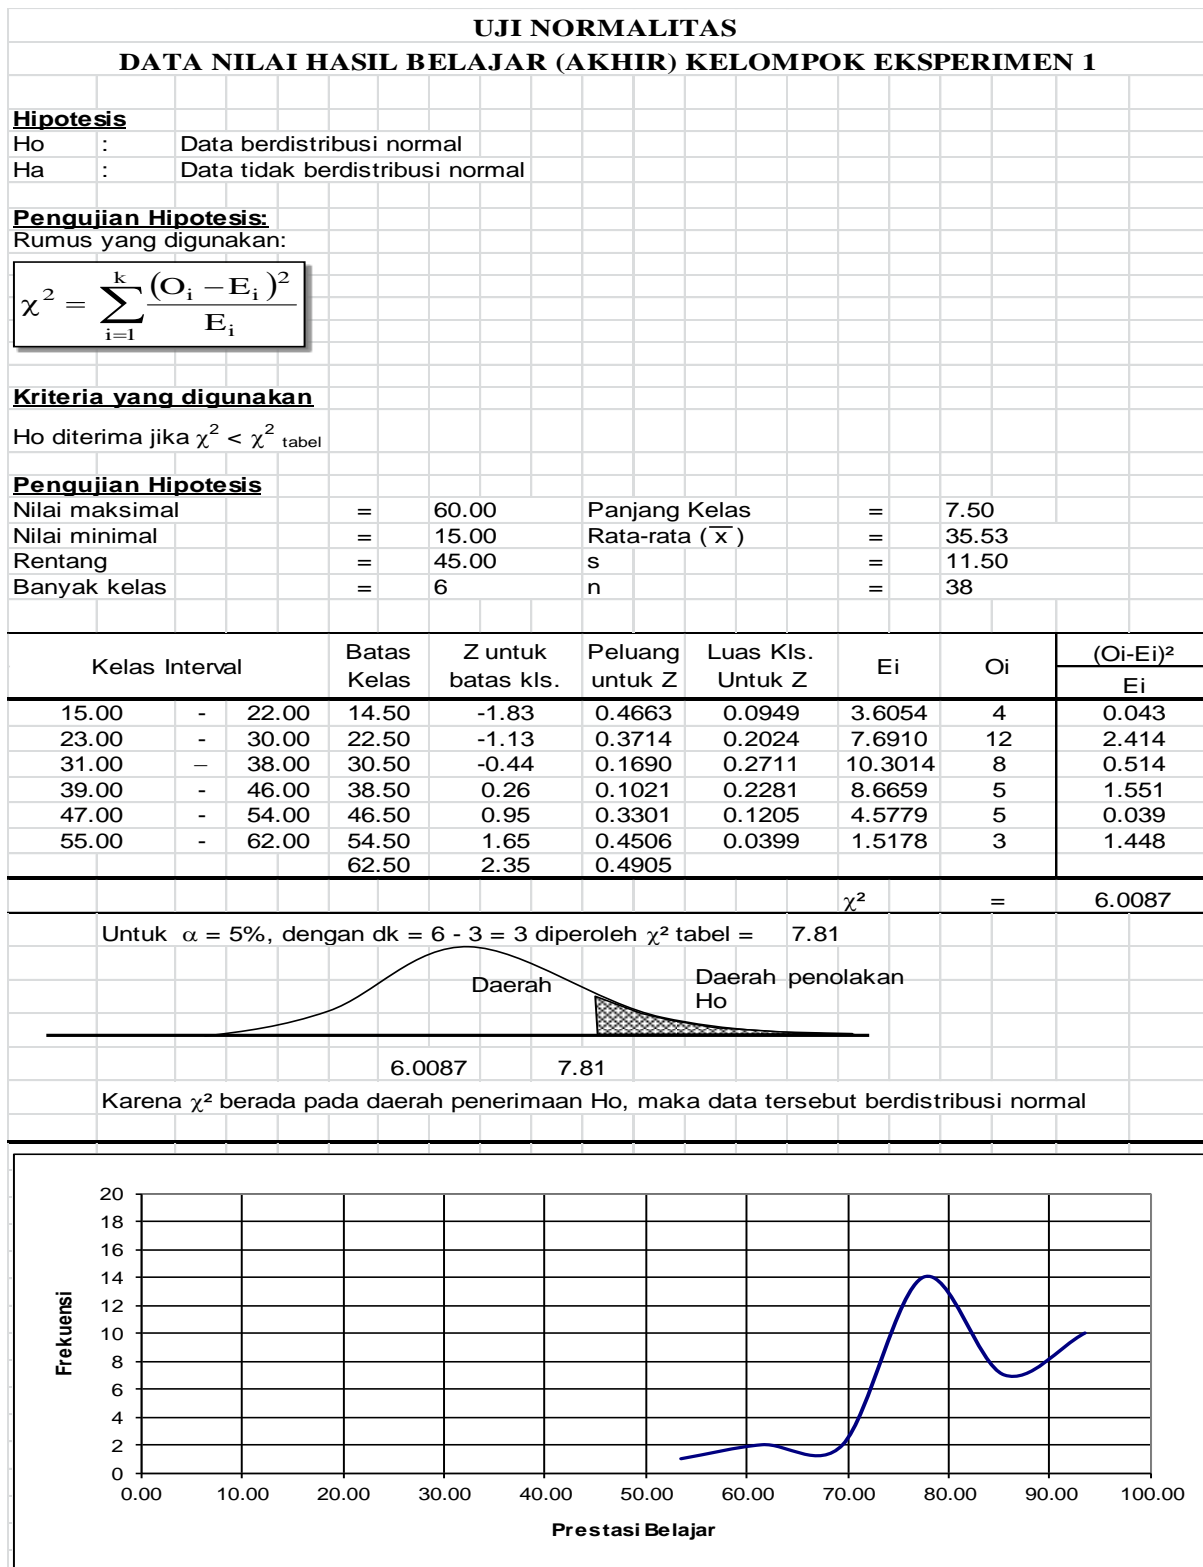 UJI NORMALITAS
DATA NILAI HASIL BELAJAR (AKHIR) KELOMPOK EKSPERIMEN 1
Hipotesis
Ho : Data berdistribusi normal
Ha : Data tidak berdistribusi normal
Pengujian Hipotesis:
Rumus yang digunakan:
χ² = ∑ᵢ₌₁ᵏ (Oᵢ − Eᵢ)² / Eᵢ
Kriteria yang digunakan
Ho diterima jika χ² < χ² tabel
Pengujian Hipotesis
Nilai maksimal = 60.00 Panjang Kelas = 7.50
Nilai minimal = 15.00 Rata-rata ( x̅ ) = 35.53
Rentang = 45.00 s = 11.50
Banyak kelas = 6 n = 38
Kelas Interval Batas Kelas Z untuk batas kls. Peluang untuk Z Luas Kls. Untuk Z Ei Oi (Oi-Ei)² Ei
15.00 - 22.00 14.50 -1.83 0.4663 0.0949 3.6054 4 0.043
23.00 - 30.00 22.50 -1.13 0.3714 0.2024 7.6910 12 2.414
31.00 – 38.00 30.50 -0.44 0.1690 0.2711 10.3014 8 0.514
39.00 - 46.00 38.50 0.26 0.1021 0.2281 8.6659 5 1.551
47.00 - 54.00 46.50 0.95 0.3301 0.1205 4.5779 5 0.039
55.00 - 62.00 54.50 1.65 0.4506 0.0399 1.5178 3 1.448
62.50 2.35 0.4905
χ² = 6.0087
Untuk α = 5%, dengan dk = 6 - 3 = 3 diperoleh χ² tabel = 7.81
Daerah
Daerah penolakan
Ho
6.0087 7.81
Karena χ² berada pada daerah penerimaan Ho, maka data tersebut berdistribusi normal
20
18
16
14
12
10
8
6
4
2
0
Frekuensi
0.00 10.00 20.00 30.00 40.00 50.00 60.00 70.00 80.00 90.00 100.00
Prestasi Belajar